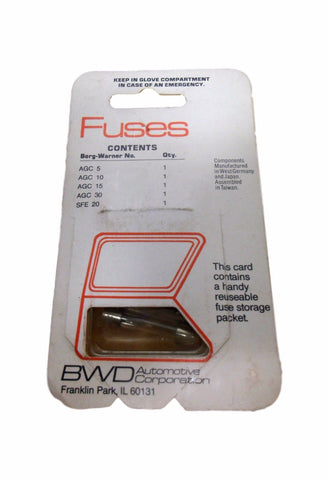 KEEP IN GLOVE COMPARTMENT
IN CASE OF AN EMERGENCY.
Fuses
CONTENTS
Borg-Warner No. Qty.
AGC 5 1
AGC 10 1
AGC 15 1
AGC 30 1
SFE 20 1
Components
Manufactured
in West Germany
and Japan.
Assembled
in Taiwan.
This card
contains
a handy
reuseable
fuse storage
packet.
BWD Automotive
Corporation
Franklin Park, IL 60131